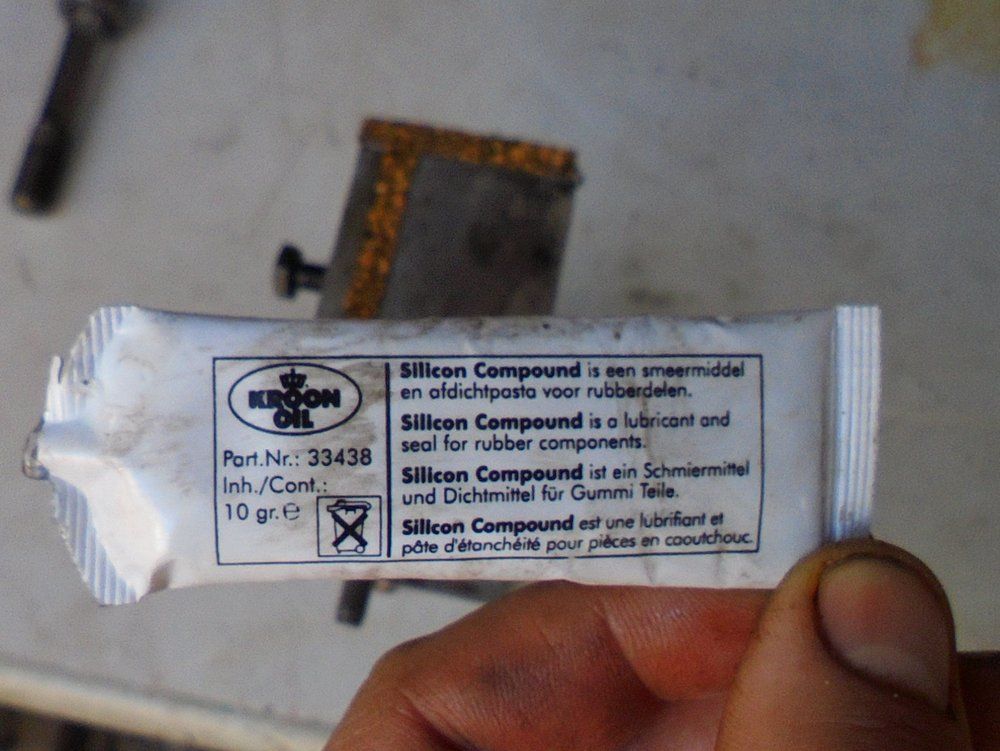 KROON
OIL
Part.Nr.: 33438
Inh./Cont.:
10 gr.℮
Silicon Compound is een smeermiddel
en afdichtpasta voor rubberdelen.
Silicon Compound is a lubricant and
seal for rubber components.
Silicon Compound ist ein Schmiermittel
und Dichtmittel für Gummi Teile.
Silicon Compound est une lubrifiant et
pâte d'étanchéité pour pièces en caoutchouc.